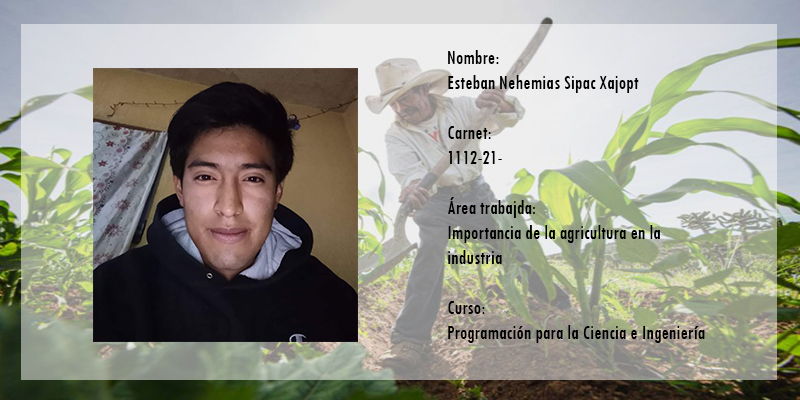 Nombre:
Esteban Nehemias Sipac Xajopt
Carnet:
1112-21-
Área trabajda:
Importancia de la agricultura en la
industria
Curso:
Programación para la Ciencia e Ingeniería